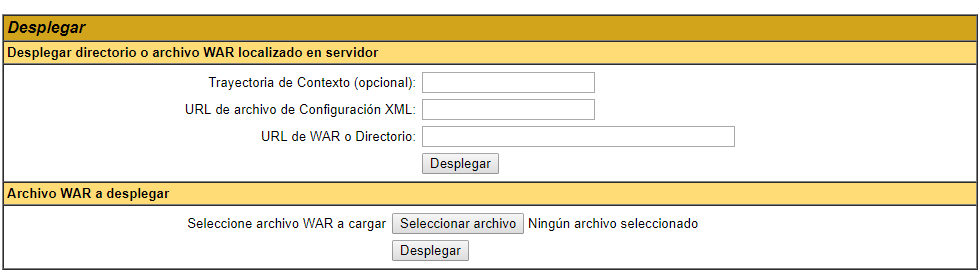 Desplegar
Desplegar directorio o archivo WAR localizado en servidor
Trayectoria de Contexto (opcional):
URL de archivo de Configuración XML:
URL de WAR o Directorio:
Desplegar
Archivo WAR a desplegar
Seleccione archivo WAR a cargar Seleccionar archivo Ningún archivo seleccionado
Desplegar